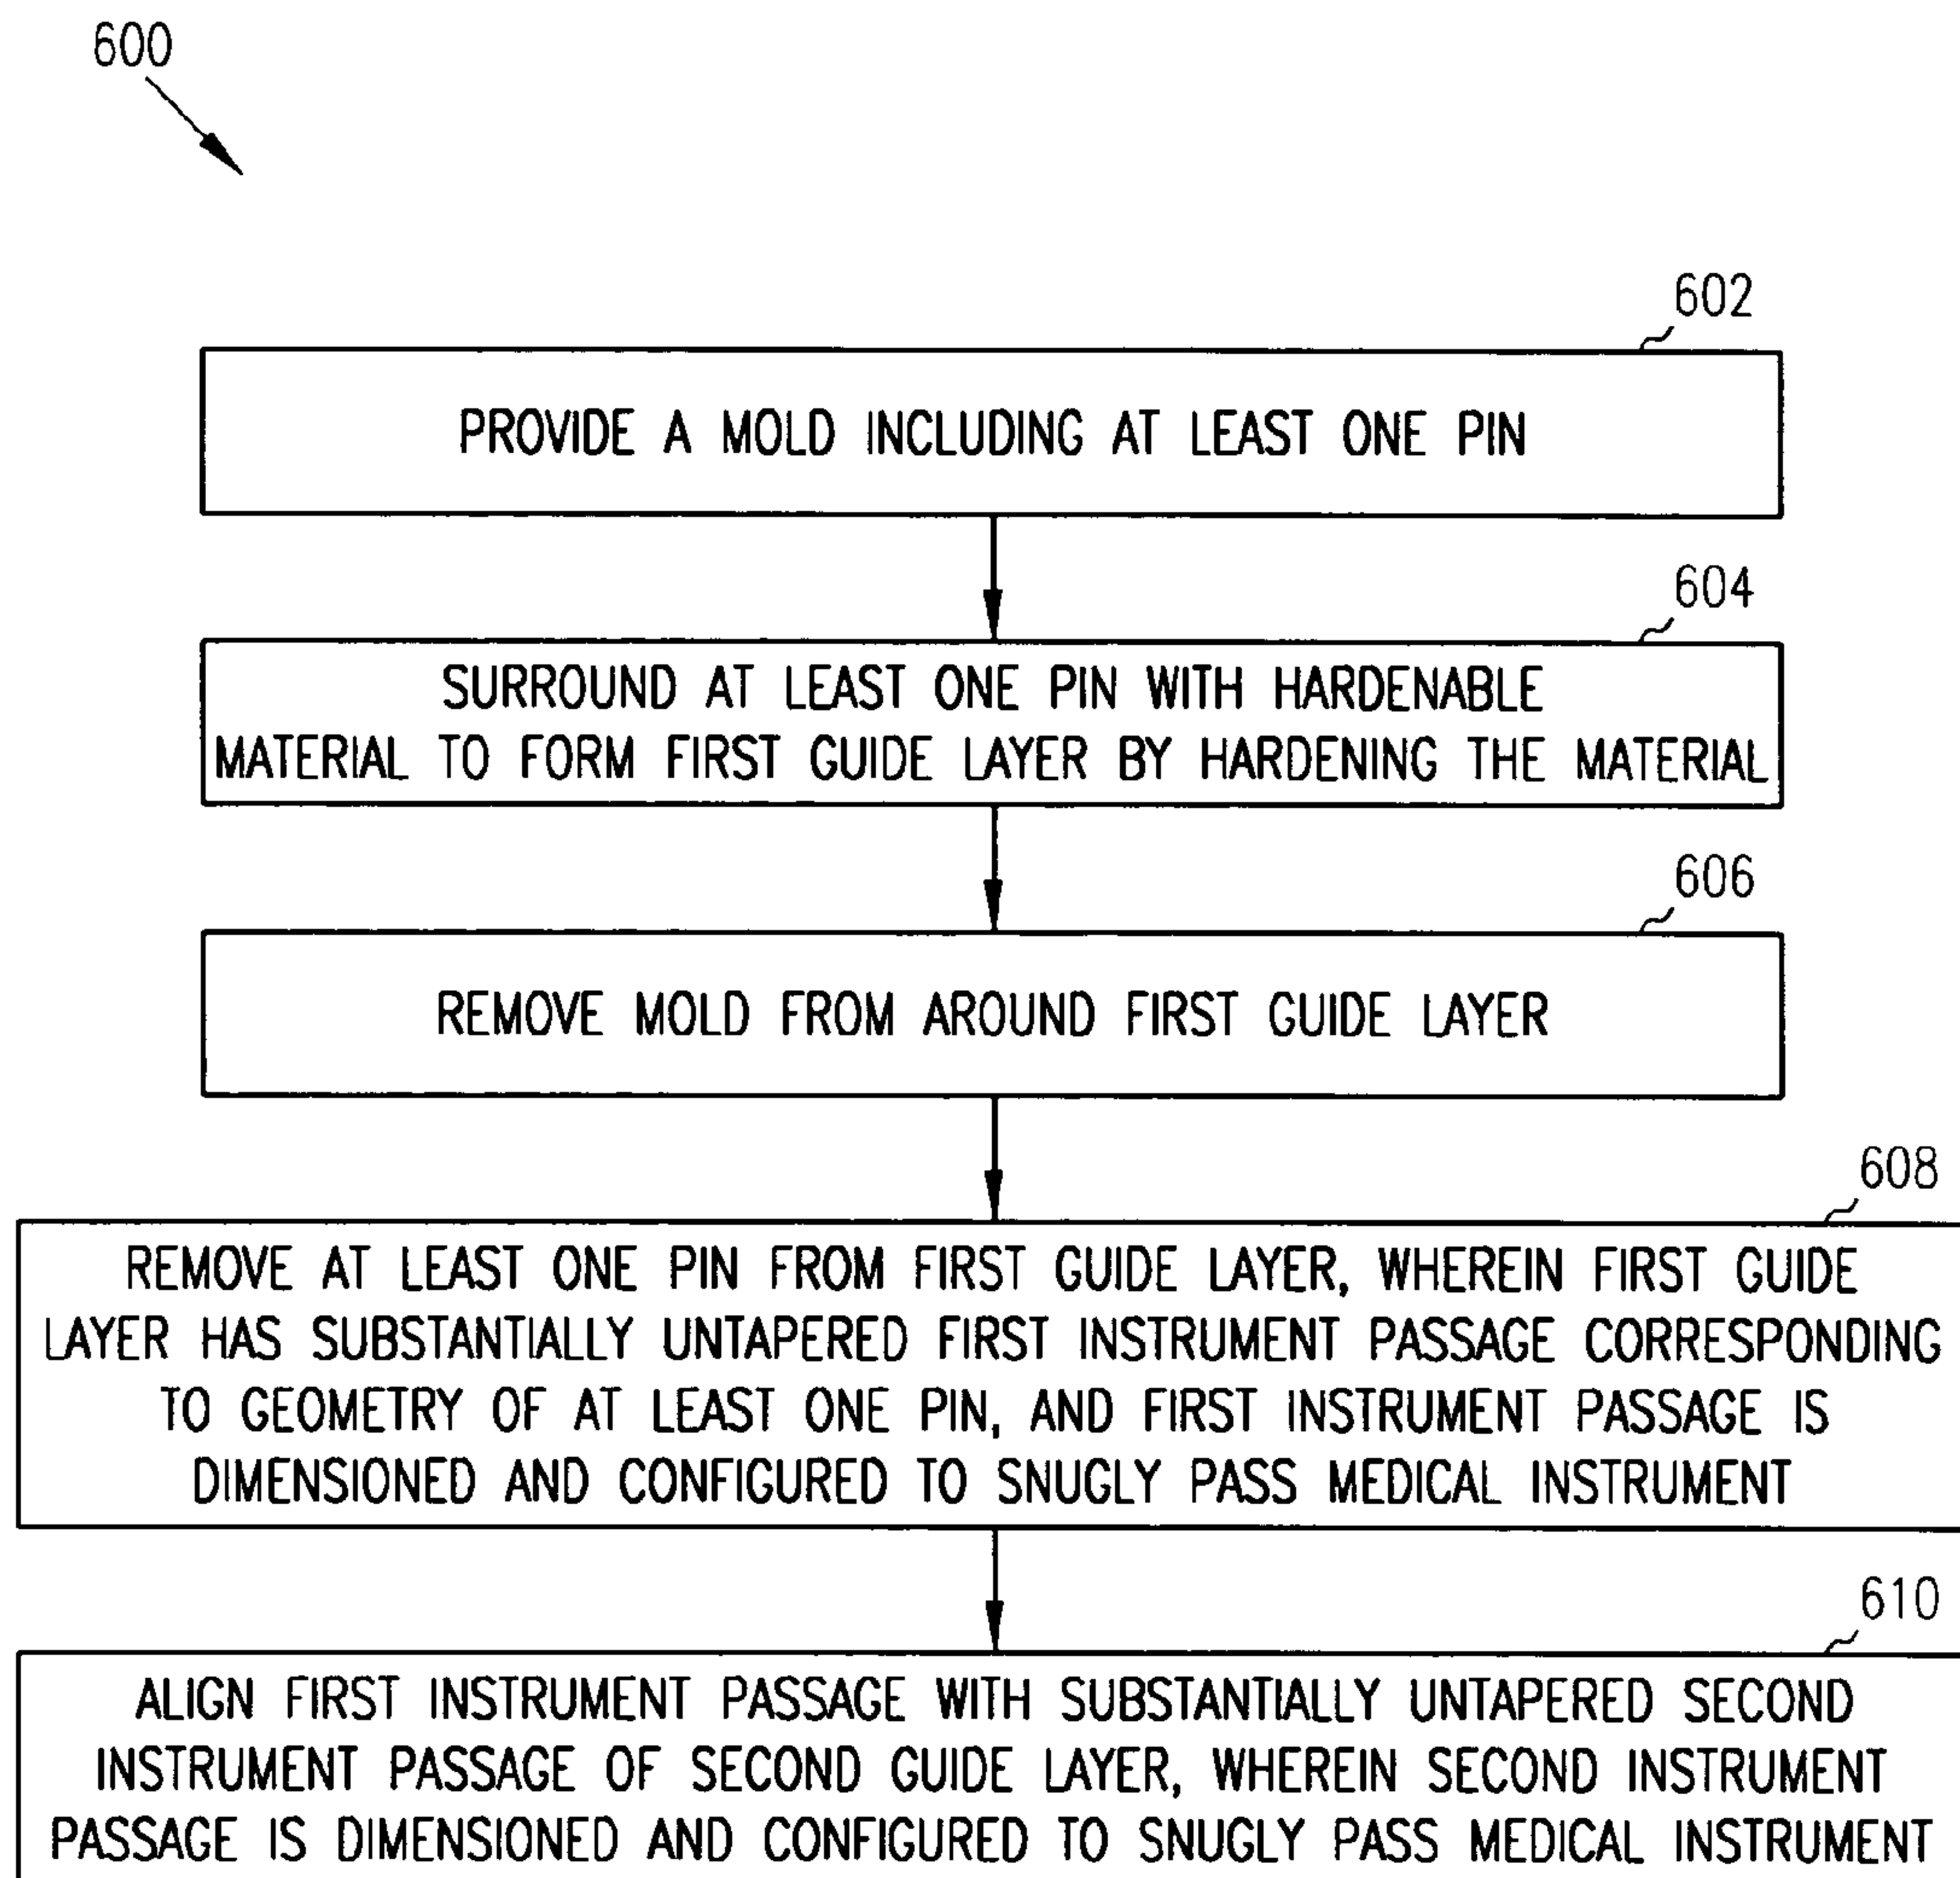 600
602
PROVIDE A MOLD INCLUDING AT LEAST ONE PIN
604
SURROUND AT LEAST ONE PIN WITH HARDENABLE
MATERIAL TO FORM FIRST GUIDE LAYER BY HARDENING THE MATERIAL
606
REMOVE MOLD FROM AROUND FIRST GUIDE LAYER
608
REMOVE AT LEAST ONE PIN FROM FIRST GUIDE LAYER, WHEREIN FIRST GUIDE
LAYER HAS SUBSTANTIALLY UNTAPERED FIRST INSTRUMENT PASSAGE CORRESPONDING
TO GEOMETRY OF AT LEAST ONE PIN, AND FIRST INSTRUMENT PASSAGE IS
DIMENSIONED AND CONFIGURED TO SNUGLY PASS MEDICAL INSTRUMENT
610
ALIGN FIRST INSTRUMENT PASSAGE WITH SUBSTANTIALLY UNTAPERED SECOND
INSTRUMENT PASSAGE OF SECOND GUIDE LAYER, WHEREIN SECOND INSTRUMENT
PASSAGE IS DIMENSIONED AND CONFIGURED TO SNUGLY PASS MEDICAL INSTRUMENT